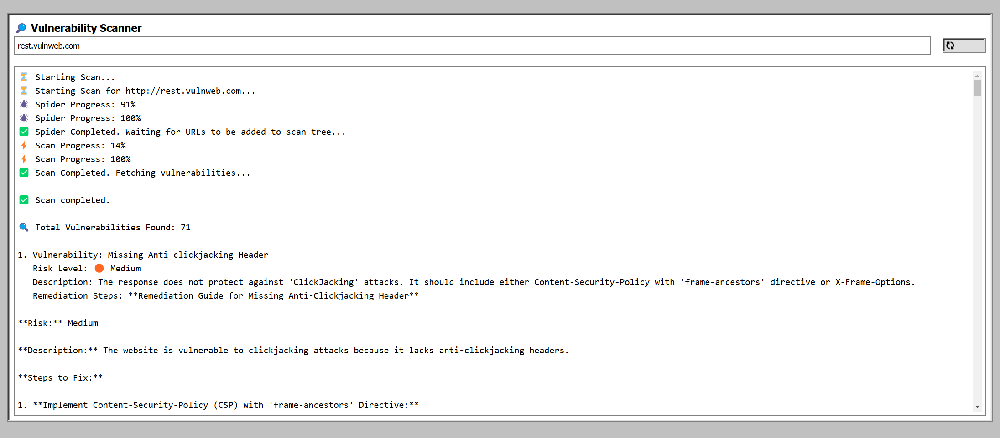 🔎 Vulnerability Scanner
rest.vulnweb.com
⏳ Starting Scan...
⏳ Starting Scan for http://rest.vulnweb.com...
🕷 Spider Progress: 91%
🕷 Spider Progress: 100%
✅ Spider Completed. Waiting for URLs to be added to scan tree...
⚡ Scan Progress: 14%
⚡ Scan Progress: 100%
✅ Scan Completed. Fetching vulnerabilities...
✅ Scan completed.
🔍 Total Vulnerabilities Found: 71
1. Vulnerability: Missing Anti-clickjacking Header
Risk Level: 🟠 Medium
Description: The response does not protect against 'ClickJacking' attacks. It should include either Content-Security-Policy with 'frame-ancestors' directive or X-Frame-Options.
Remediation Steps: **Remediation Guide for Missing Anti-Clickjacking Header**
**Risk:** Medium
**Description:** The website is vulnerable to clickjacking attacks because it lacks anti-clickjacking headers.
**Steps to Fix:**
1. **Implement Content-Security-Policy (CSP) with 'frame-ancestors' Directive:**